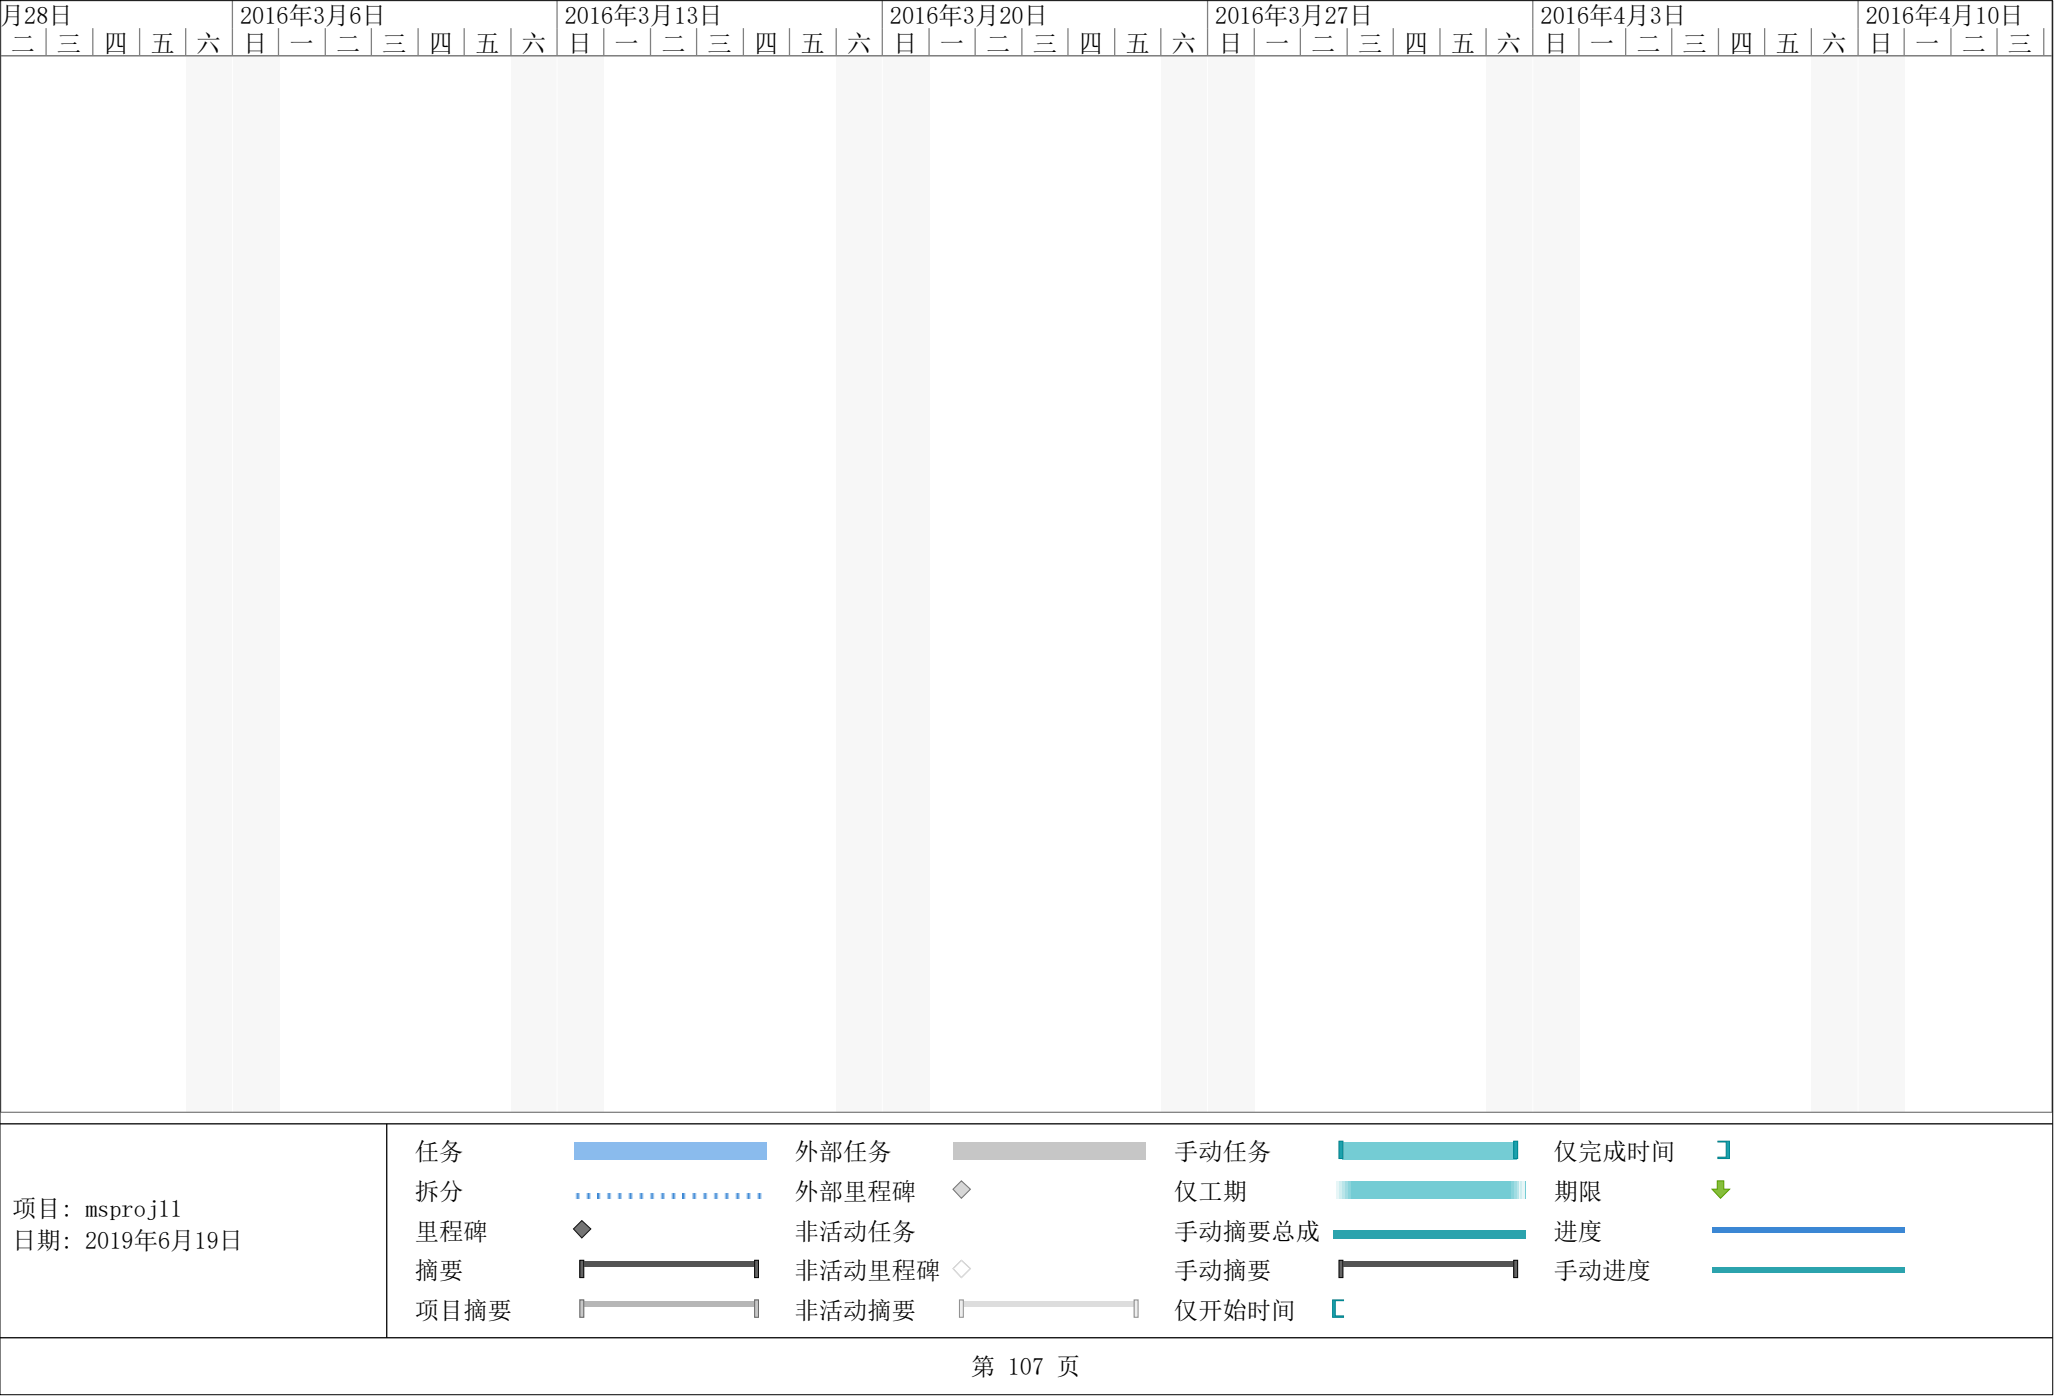 月28日 2016年3月6日 2016年3月13日 2016年3月20日 2016年3月27日 2016年4月3日 2016年4月10日
二 三 四 五 六 日 一 二 三 四 五 六 日 一 二 三 四 五 六 日 一 二 三 四 五 六 日 一 二 三 四 五 六 日 一 二 三 四 五 六 日 一 二 三
项目: msproj11
日期: 2019年6月19日
任务 外部任务 手动任务 仅完成时间
拆分 外部里程碑 仅工期 期限
里程碑 非活动任务 手动摘要总成 进度
摘要 非活动里程碑 手动摘要 手动进度
项目摘要 非活动摘要 仅开始时间
第 107 页